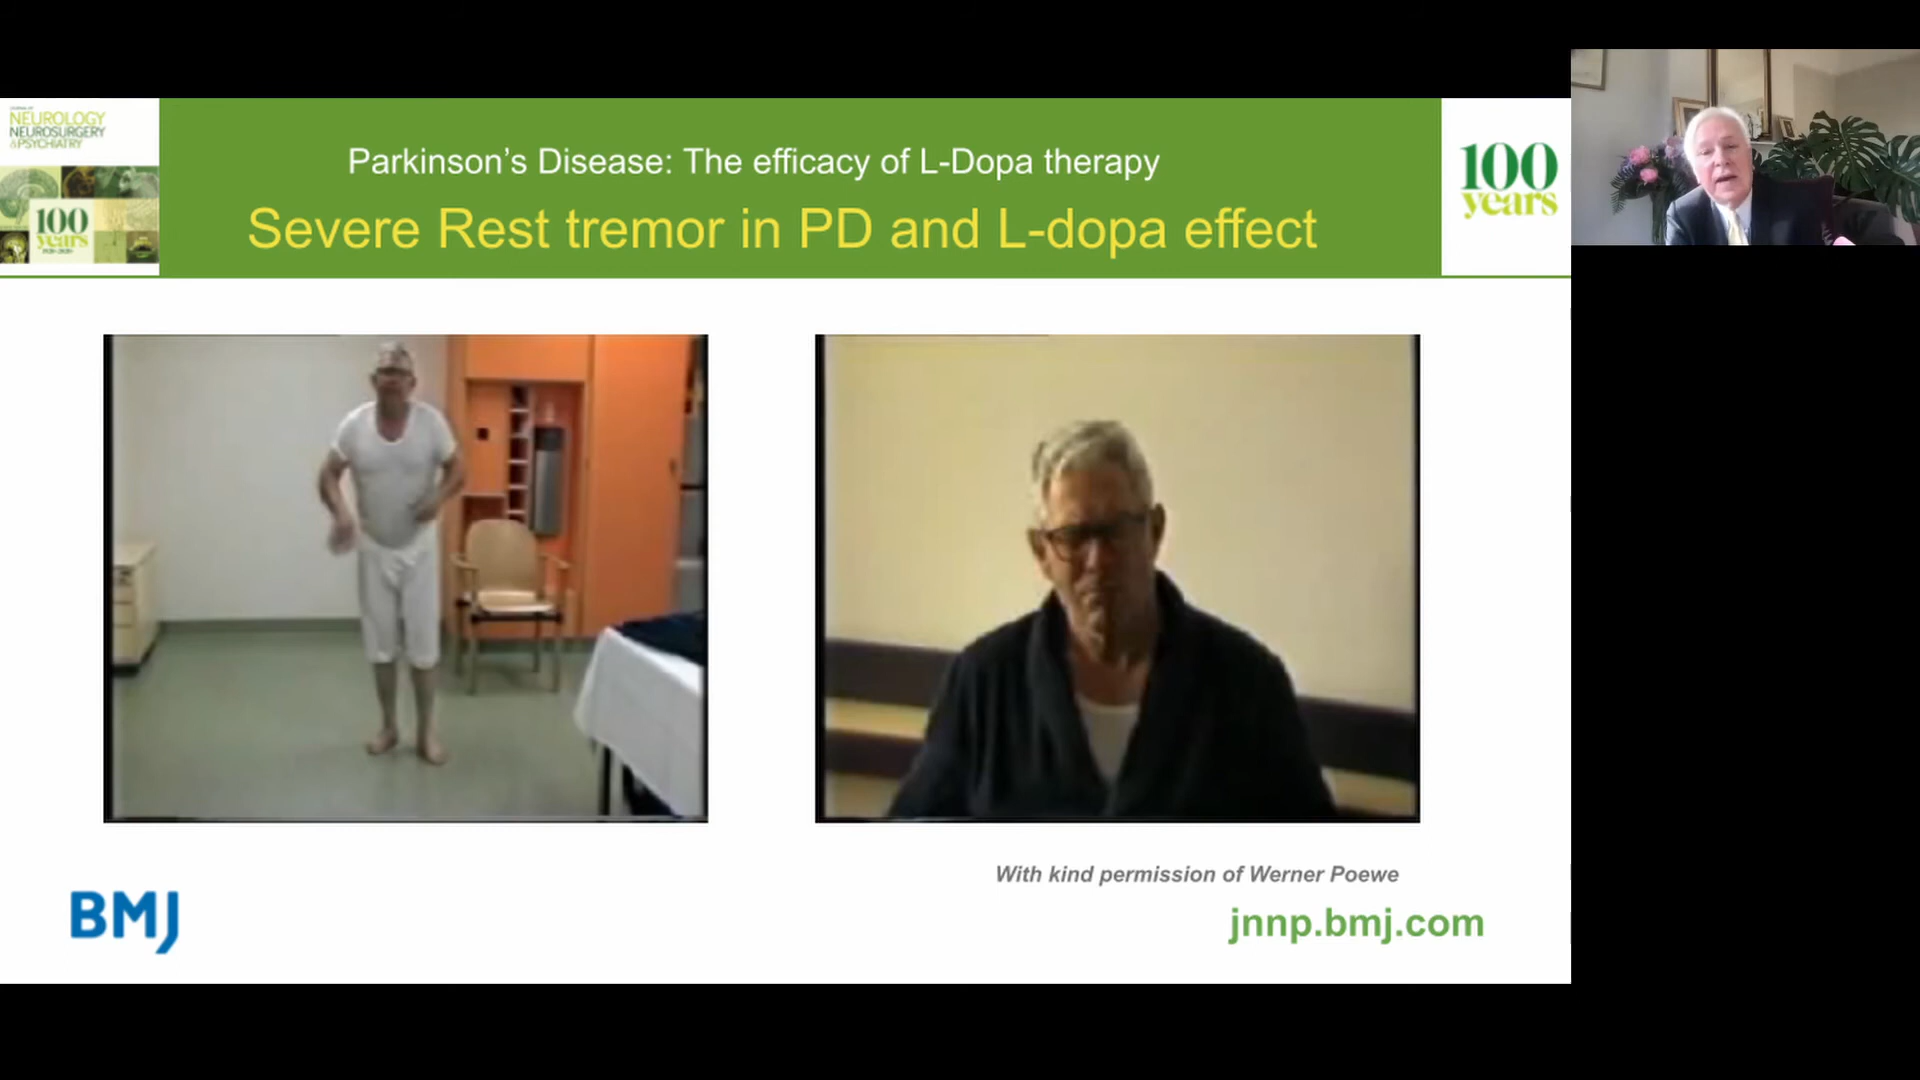 NEUROLOGY
NEUROSURGERY
& PSYCHIATRY
100
years
Parkinson's Disease: The efficacy of L-Dopa therapy
Severe Rest tremor in PD and L-dopa effect
100
years
With kind permission of Werner Poewe
BMJ
jnnp.bmj.com